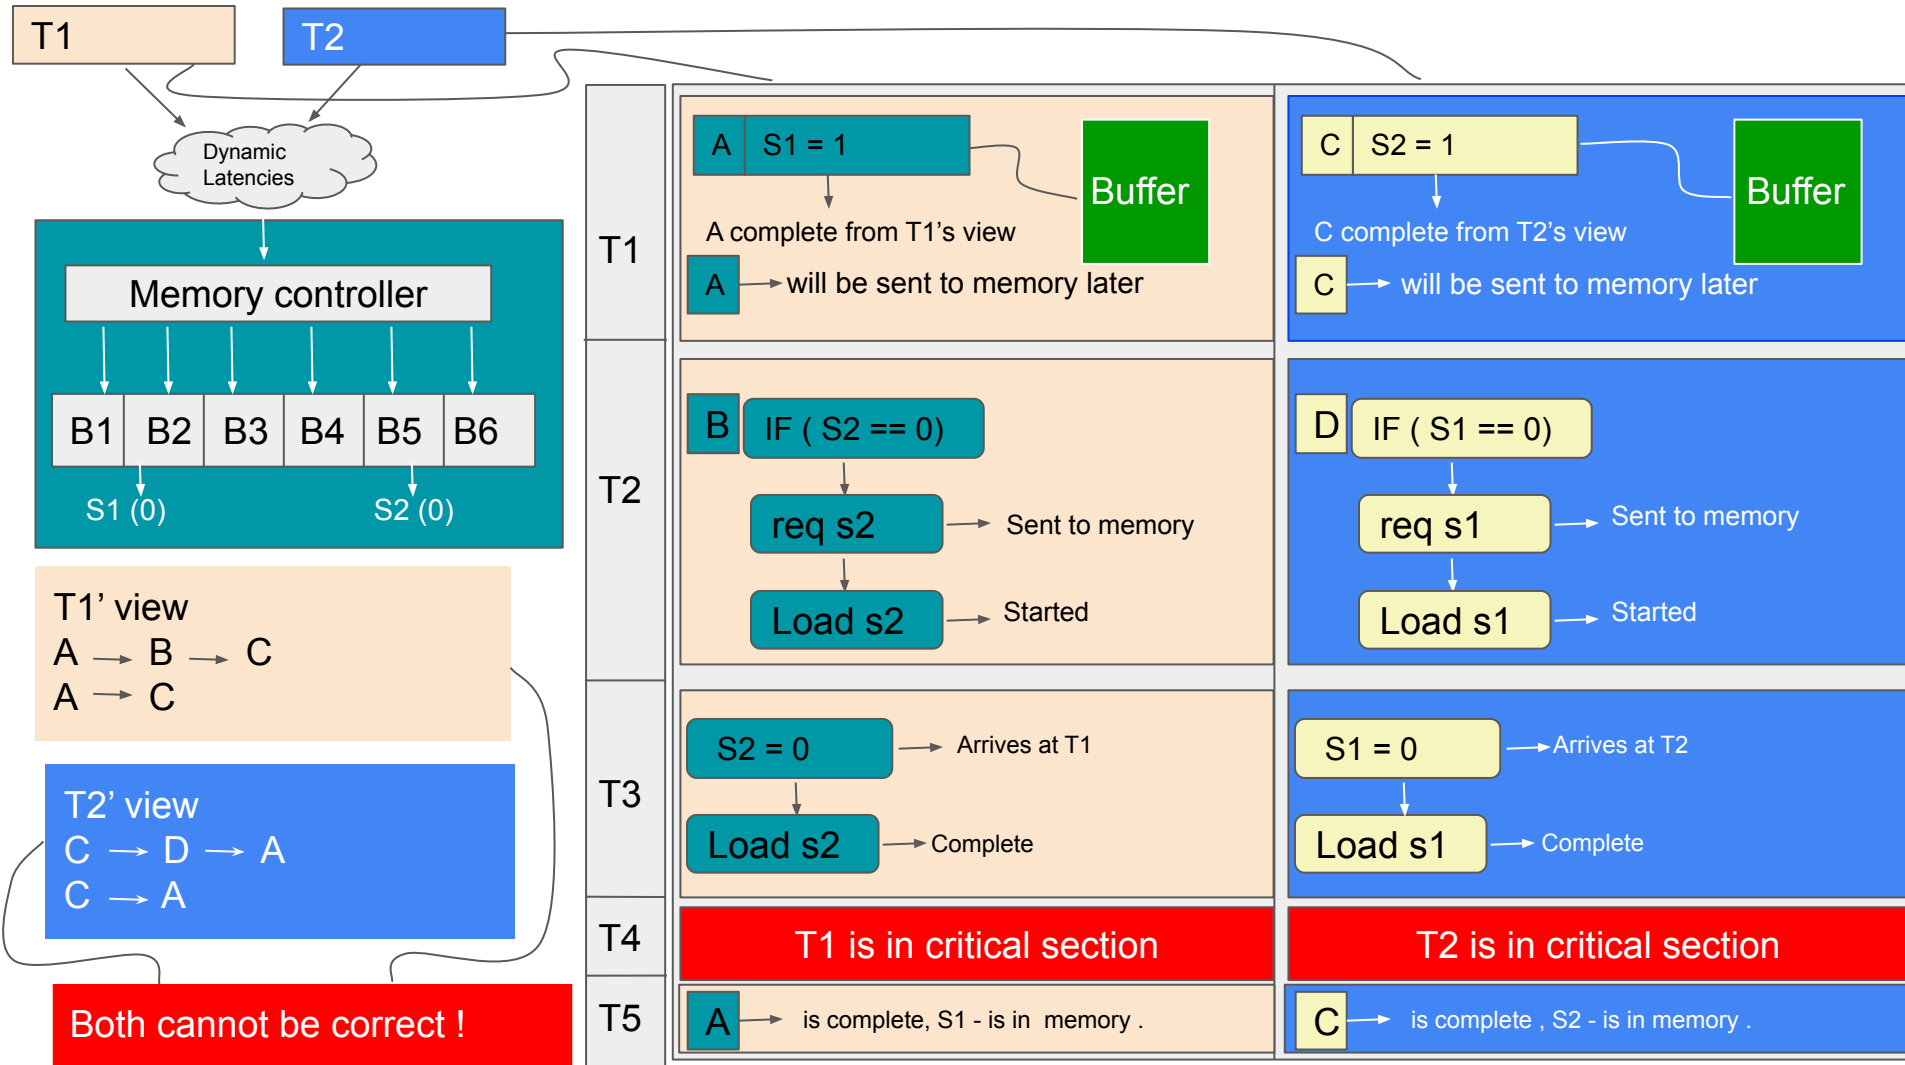 T1
T2
Dynamic
Latencies
Memory controller
B1 B2 B3 B4 B5 B6
S1 (0)
S2 (0)
T1’ view
A B C
A C
T2’ view
C D A
C A
Both cannot be correct !
T1
A S1 = 1
Buffer
A complete from T1’s view
A will be sent to memory later
C S2 = 1
Buffer
C complete from T2’s view
C will be sent to memory later
T2
B IF ( S2 == 0)
req s2 Sent to memory
Load s2 Started
D IF ( S1 == 0)
req s1 Sent to memory
Load s1 Started
T3
S2 = 0 Arrives at T1
Load s2 Complete
S1 = 0 Arrives at T2
Load s1 Complete
T4
T1 is in critical section
T2 is in critical section
T5
A is complete, S1 - is in memory .
C is complete , S2 - is in memory .